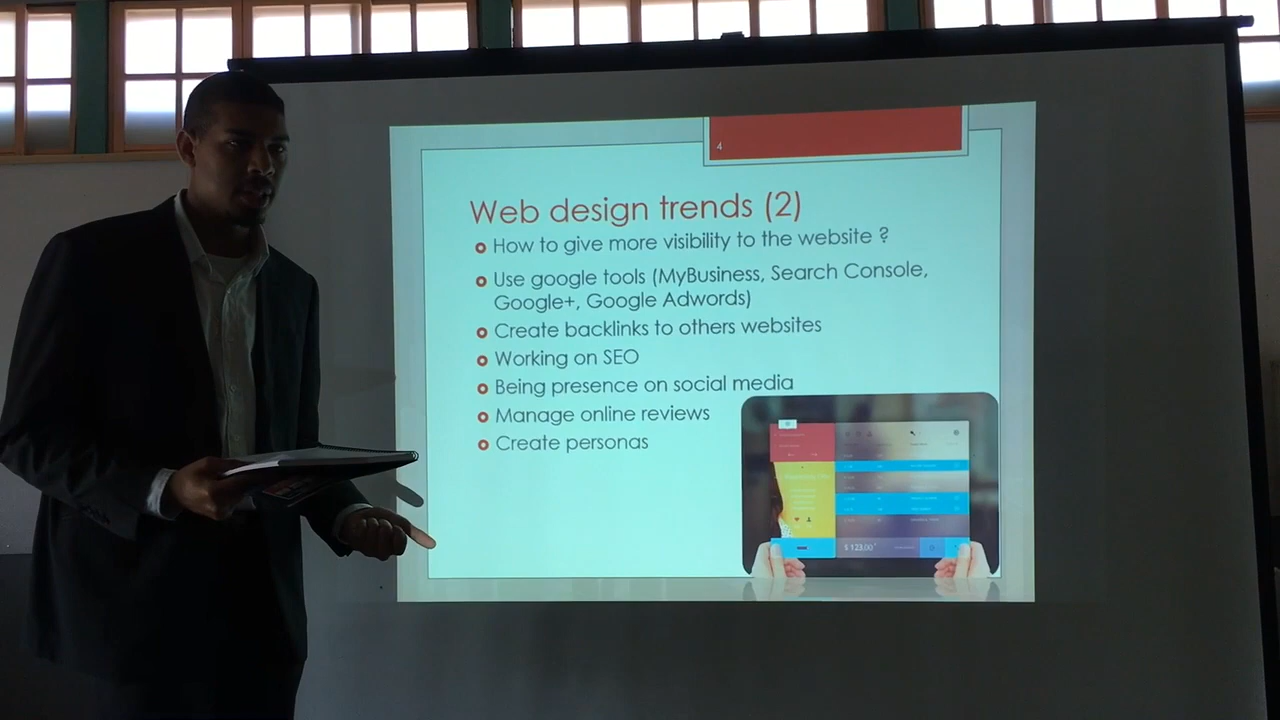 4
Web design trends (2)
How to give more visibility to the website ?
Use google tools (MyBusiness, Search Console,
Google+, Google Adwords)
Create backlinks to others websites
Working on SEO
Being presence on social media
Manage online reviews
Create personas
$ 123.00